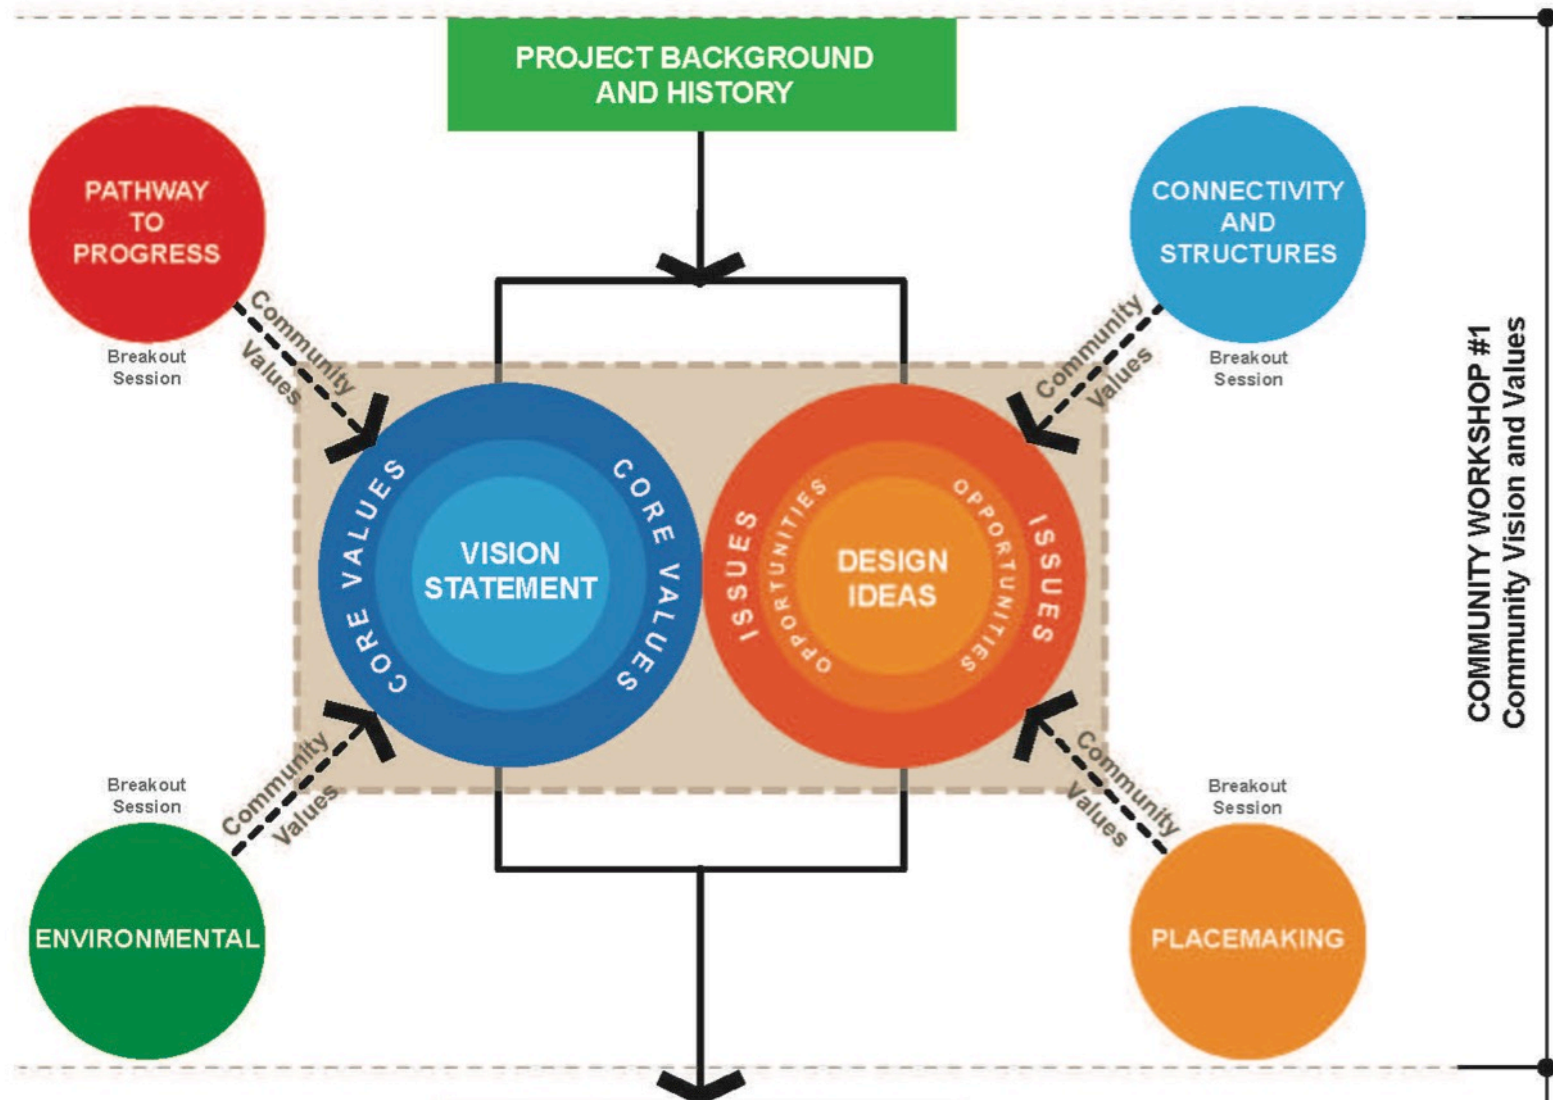 PROJECT BACKGROUND
AND HISTORY
PATHWAY
TO
PROGRESS
Breakout
Session
Community
Values
CONNECTIVITY
AND
STRUCTURES
Breakout
Session
Community
Values
CORE VALUES
VISION
STATEMENT
CORE VALUES
ISSUES
OPPORTUNITIES
DESIGN
IDEAS
OPPORTUNITIES
ISSUES
Breakout
Session
ENVIRONMENTAL
Community
Values
Breakout
Session
PLACEMAKING
Community
Values
COMMUNITY WORKSHOP #1
Community Vision and Values